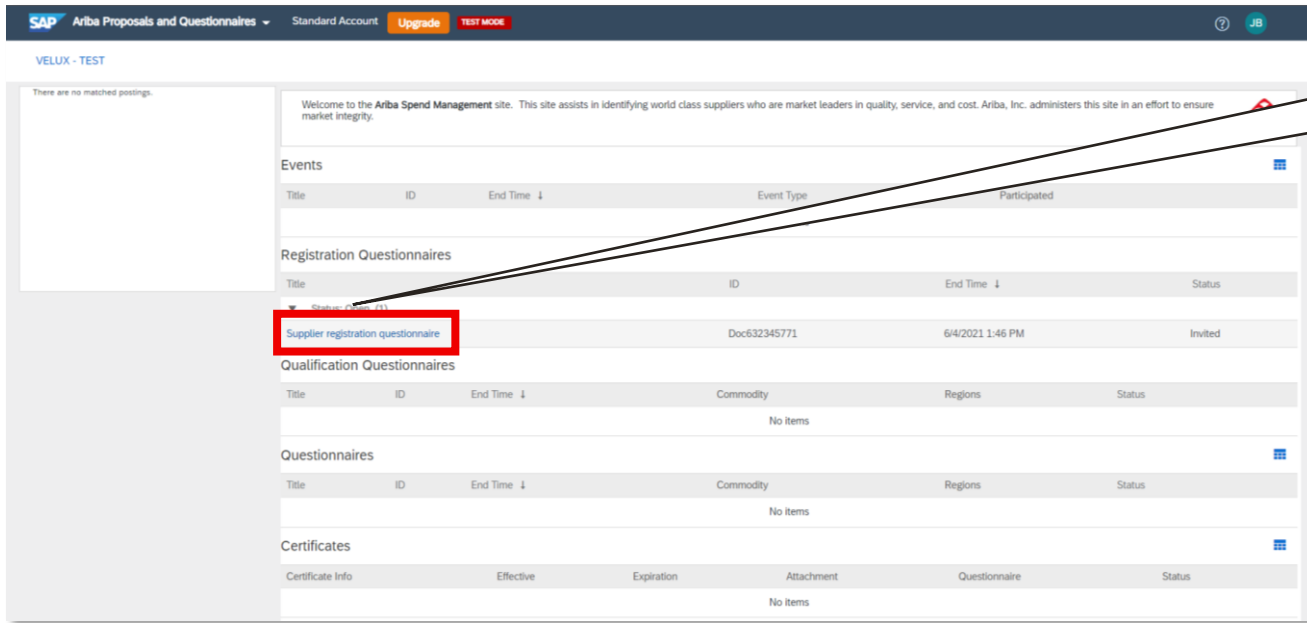 SAP Ariba Proposals and Questionnaires Standard Account Upgrade TEST MODE ? JB
VELUX - TEST
There are no matched postings.
Welcome to the Ariba Spend Management site. This site assists in identifying world class suppliers who are market leaders in quality, service, and cost. Ariba, Inc. administers this site in an effort to ensure
market integrity.
Events
Title ID End Time ↓ Event Type Participated
Registration Questionnaires
Title ID End Time ↓ Status
Status: Open (1)
Supplier registration questionnaire Doc632345771 6/4/2021 1:46 PM Invited
Qualification Questionnaires
Title ID End Time ↓ Commodity Regions Status
No items
Questionnaires
Title ID End Time ↓ Commodity Regions Status
No items
Certificates
Certificate Info Effective Expiration Attachment Questionnaire Status
No items